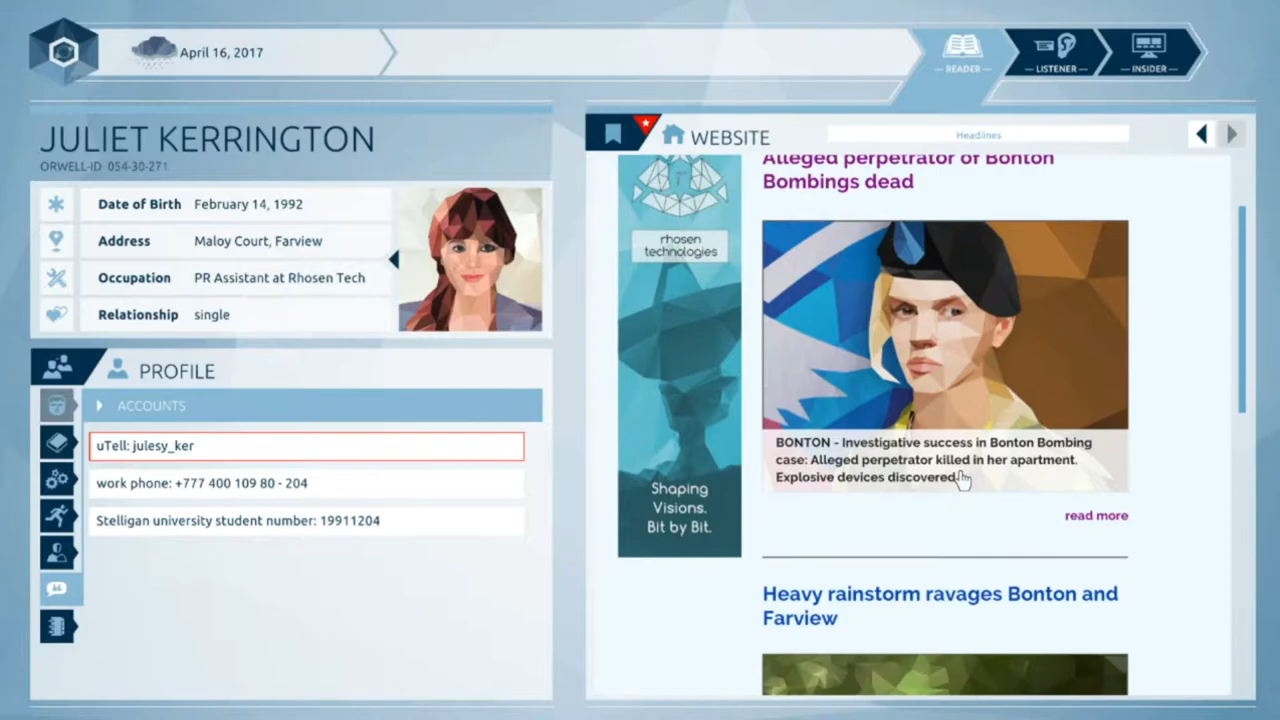 April 16, 2017
READER
LISTENER
INSIDER
JULIET KERRINGTON
ORWELL-ID 054-30-271
Date of Birth February 14, 1992
Address Maloy Court, Farview
Occupation PR Assistant at Rhosen Tech
Relationship single
PROFILE
ACCOUNTS
uTell: julesy_ker
work phone: +777 400 109 80 - 204
Stelligan university student number: 19911204
WEBSITE
Headlines
rhosen
technologies
Shaping
Visions.
Bit by Bit.
Alleged perpetrator of Bonton
Bombings dead
BONTON - Investigative success in Bonton Bombing
case: Alleged perpetrator killed in her apartment.
Explosive devices discovered
read more
Heavy rainstorm ravages Bonton and
Farview